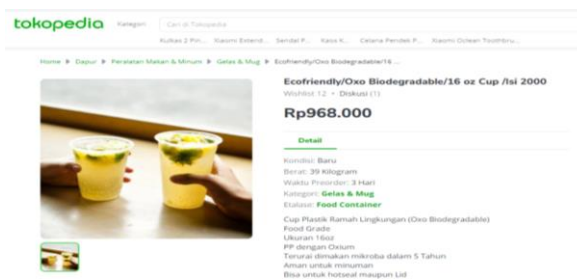 tokopedia
Kategori
Cari di Tokopedia
Kulkas 2 Pin... Xiaomi Extend... Sendal P... Kaos K... Celana Pendek P... Xiaomi Oclean Toothbru...
Home Dapur Peralatan Makan & Minum Gelas & Mug Ecofriendly/Oxo Biodegradable/16 ...
Ecofriendly/Oxo Biodegradable/16 oz Cup /Isi 2000
Wishlist 12 • Diskusi (1)
Rp968.000
Detail
Kondisi: Baru
Berat: 39 Kilogram
Waktu Preorder: 3 Hari
Kategori: Gelas & Mug
Etalase: Food Container
Cup Plastik Ramah Lingkungan (Oxo Biodegradable)
Food Grade
Ukuran 16oz
PP dengan Oxium
Terurai dimakan mikroba dalam 5 Tahun
Aman untuk minuman
Bisa untuk hotseal maupun Lid